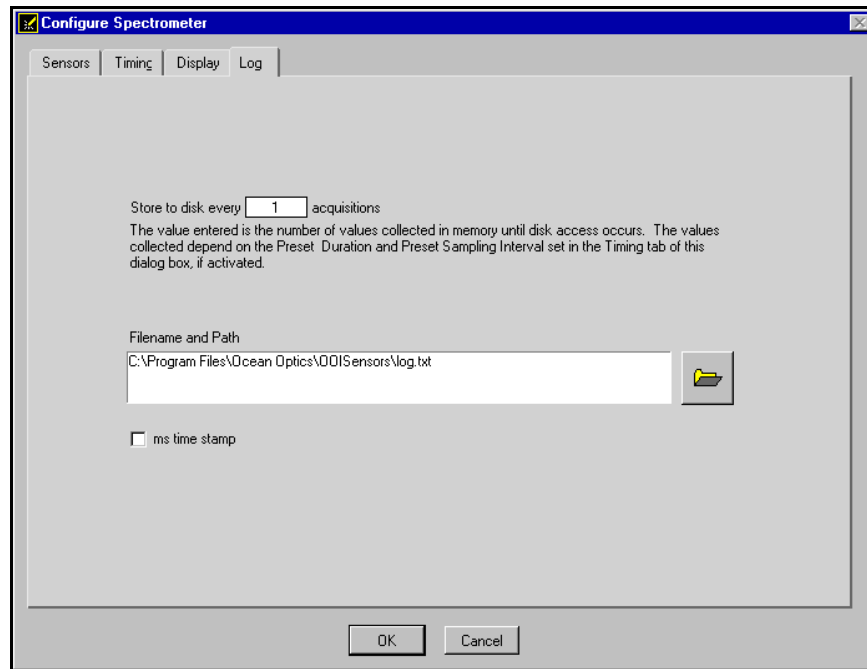 Configure Spectrometer
Sensors Timing Display Log
Store to disk every 1 acquisitions
The value entered is the number of values collected in memory until disk access occurs. The values
collected depend on the Preset Duration and Preset Sampling Interval set in the Timing tab of this
dialog box, if activated.
Filename and Path
C:\Program Files\Ocean Optics\OOISensors\log.txt
ms time stamp
OK Cancel